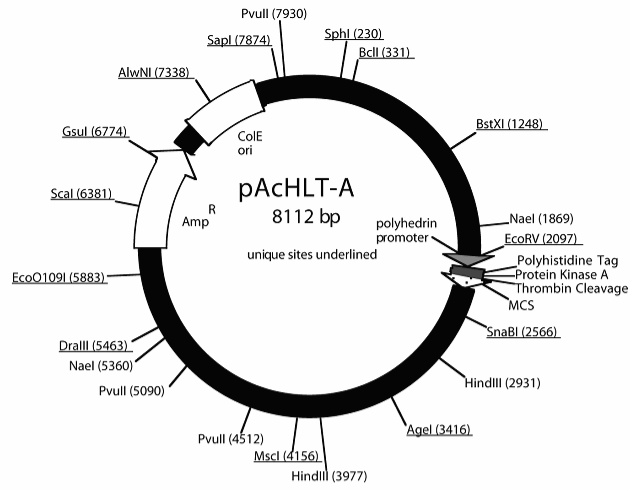 PvuII (7930)
SapI (7874)
SphI (230)
BclI (331)
AlwNI (7338)
BstXI (1248)
GsuI (6774)
ColE
ori
ScaI (6381)
R
Amp
pAcHLT-A
8112 bp
unique sites underlined
NaeI (1869)
polyhedrin
promoter
EcoRV (2097)
Polyhistidine Tag
Protein Kinase A
Thrombin Cleavage
MCS
EcoO109I (5883)
SnaBI (2566)
DraIII (5463)
NaeI (5360)
HindIII (2931)
PvuII (5090)
AgeI (3416)
PvuII (4512)
MscI (4156)
HindIII (3977)